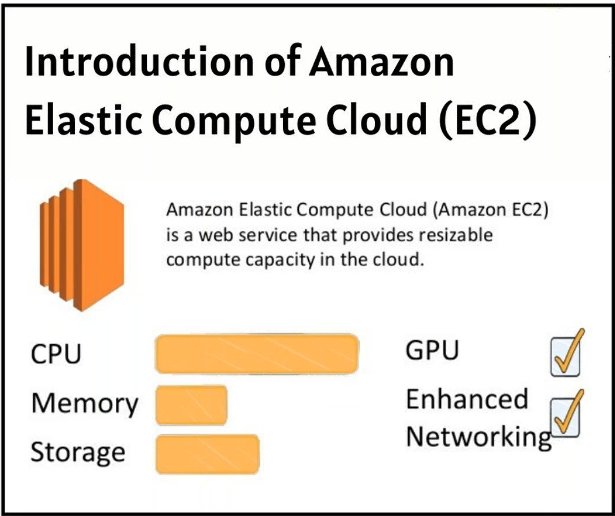 Introduction of Amazon
Elastic Compute Cloud (EC2)
Amazon Elastic Compute Cloud (Amazon EC2)
is a web service that provides resizable
compute capacity in the cloud.
CPU
Memory
Storage
GPU
Enhanced
Networking